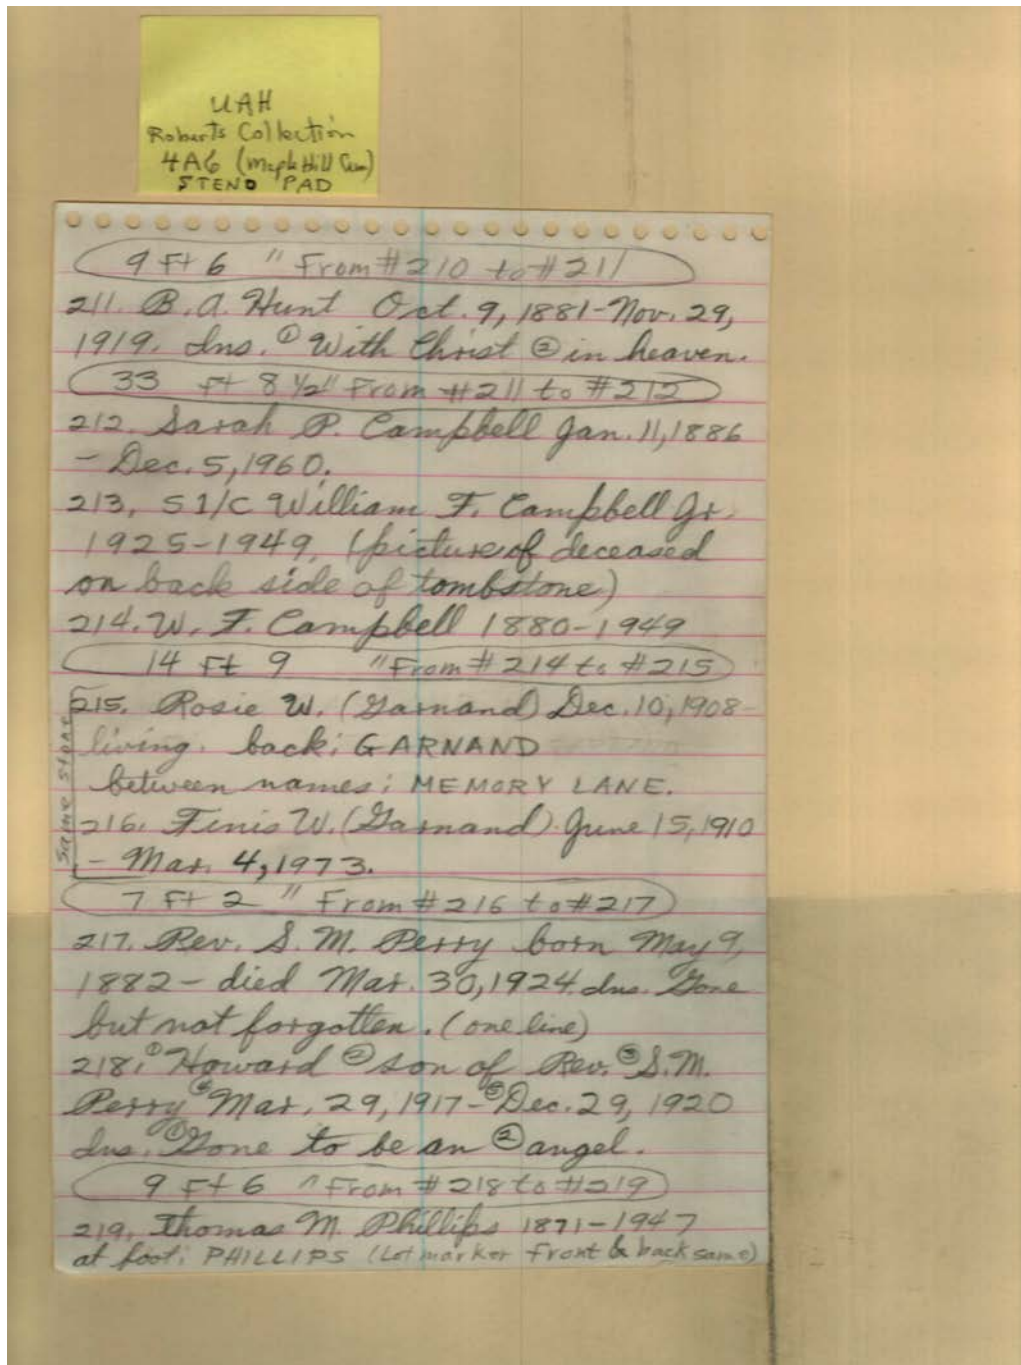 UAH
Roberts Collection
4A6 (Maple Hill Cem)
STENO PAD
9 Ft 6 " From #210 to #211
211. B. A. Hunt Oct. 9, 1881-Nov. 29,
1919. Ins. ① With Christ ② in heaven.
33 Ft 8 1/2" From #211 to #212
212. Sarah P. Campbell Jan. 11, 1886
- Dec. 5, 1960.
213. S 1/C William F. Campbell Jr.
1925-1949. (picture of deceased
on back side of tombstone)
214. W. F. Campbell 1880-1949
14 Ft 9 " From #214 to #215
same stone
215. Rosie W. (Garnand) Dec. 10, 1908-
living. back: GARNAND
between names: MEMORY LANE.
216. Finis W. (Garnand). June 15, 1910
- Mar. 4, 1973.
7 Ft 2 " From #216 to #217
217. Rev. S. M. Perry born May 9,
1882 - died Mar. 30, 1924. Ins. Gone
but not forgotten. (one line)
218. ① Howard ② son of Rev. ③ S. M.
Perry ④ Mar. 29, 1917-⑤ Dec. 29, 1920
Ins. ① Gone to be an ② angel.
9 Ft 6 " From #218 to #219
219. Thomas M. Phillips 1871-1947
at foot: PHILLIPS (Lot marker Front & back same)